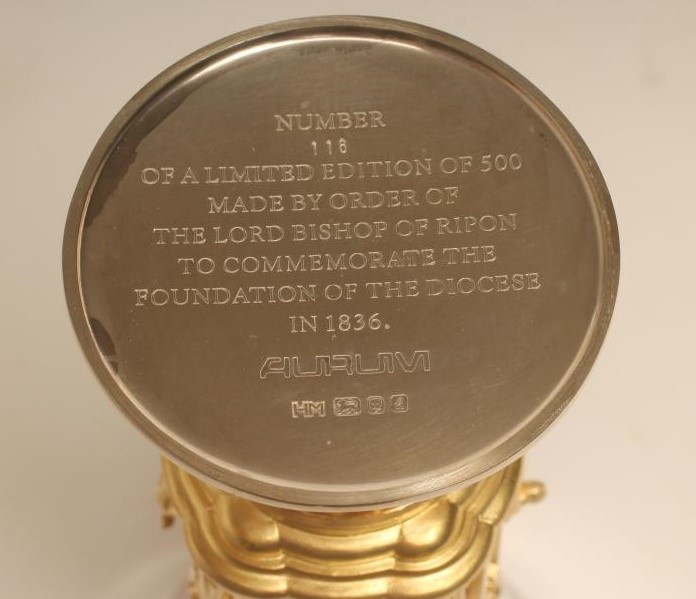 NUMBER
116
OF A LIMITED EDITION OF 500
MADE BY ORDER OF
THE LORD BISHOP OF RIPON
TO COMMEMORATE THE
FOUNDATION OF THE DIOCESE
IN 1836.
AURUM
HM